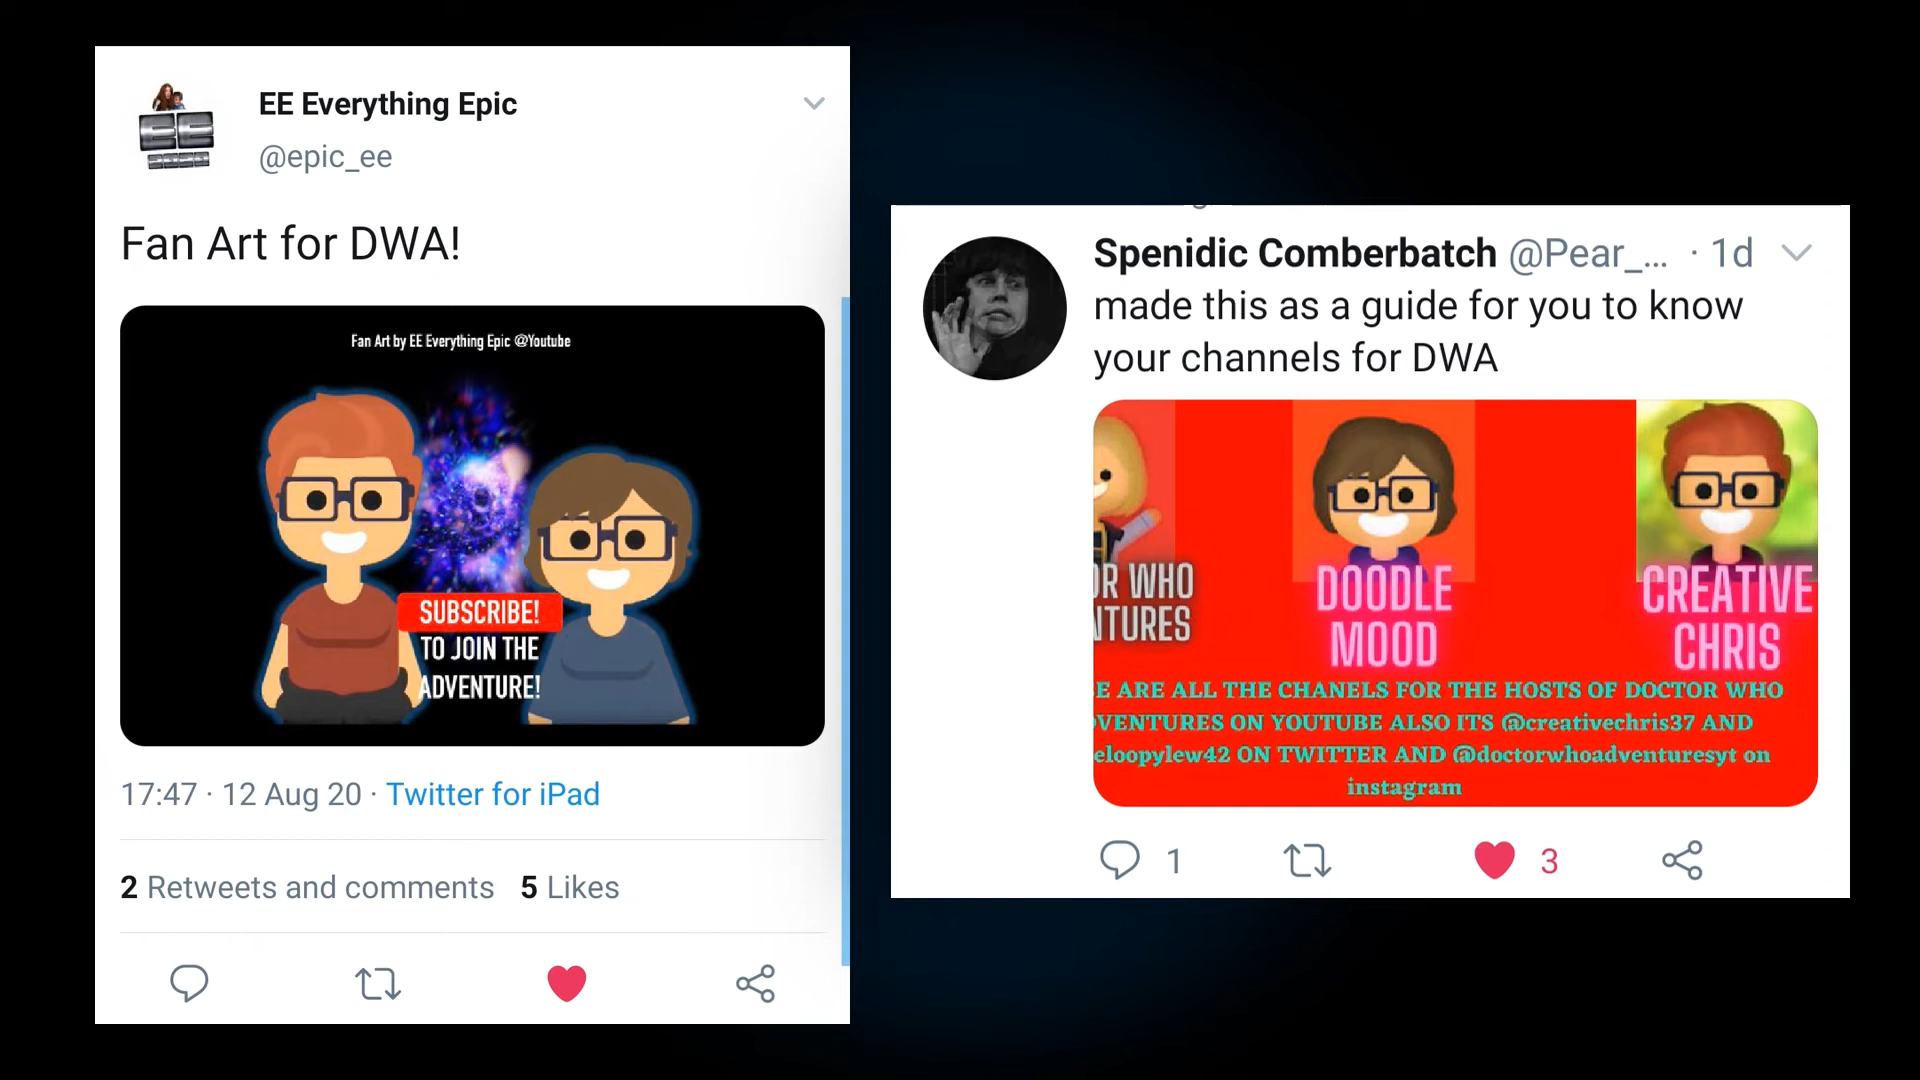 EE Everything Epic
@epic_ee
Fan Art for DWA!
Fan Art by EE Everything Epic @Youtube
SUBSCRIBE!
TO JOIN THE
ADVENTURE!
17:47 · 12 Aug 20 · Twitter for iPad
2 Retweets and comments 5 Likes
Spenidic Comberbatch @Pear_... · 1d
made this as a guide for you to know
your channels for DWA
OR WHO
NTURES
DOODLE
MOOD
CREATIVE
CHRIS
E ARE ALL THE CHANELS FOR THE HOSTS OF DOCTOR WHO
VENTURES ON YOUTUBE ALSO ITS @creativechris37 AND
eloopylew42 ON TWITTER AND @doctorwhoadventuresyt on
instagram
1
3